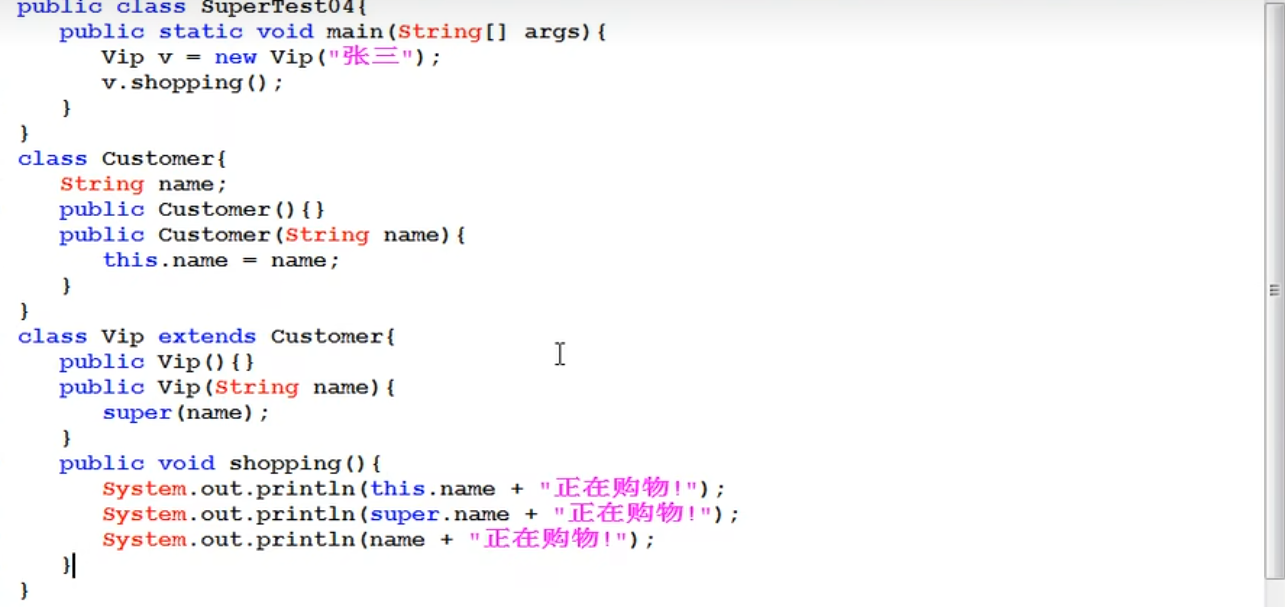 public class SuperTest04{
public static void main(String[] args){
Vip v = new Vip("张三");
v.shopping();
}
}
class Customer{
String name;
public Customer(){}
public Customer(String name){
this.name = name;
}
}
class Vip extends Customer{
public Vip(){}
public Vip(String name){
super(name);
}
public void shopping(){
System.out.println(this.name + "正在购物!");
System.out.println(super.name + "正在购物!");
System.out.println(name + "正在购物!");
}
}